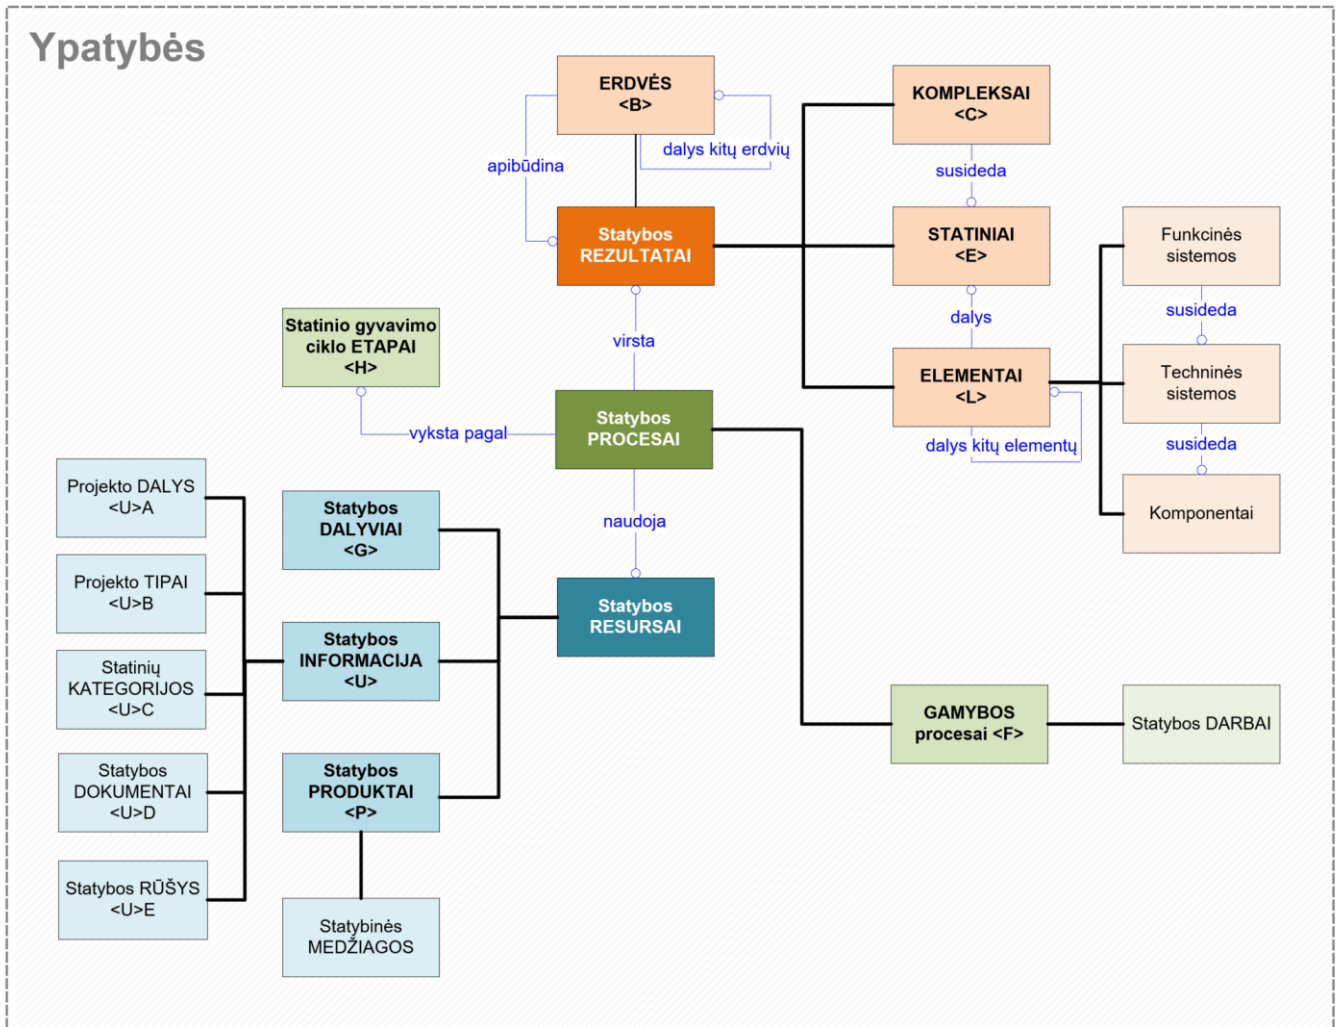 Ypatybės
ERDVĖS
<B>
dalys kitų erdvių
apibūdina
Statybos
REZULTATAI
KOMPLEKSAI
<C>
susideda
STATINIAI
<E>
dalys
ELEMENTAI
<L>
dalys kitų elementų
Funkcinės
sistemos
susideda
Techninės
sistemos
susideda
Komponentai
virsta
Statinio gyvavimo
ciklo ETAPAI
<H>
vyksta pagal
Statybos
PROCESAI
naudoja
Statybos
RESURSAI
Statybos
DALYVIAI
<G>
Statybos
INFORMACIJA
<U>
Statybos
PRODUKTAI
<P>
Statybinės
MEDŽIAGOS
Projekto DALYS
<U>A
Projekto TIPAI
<U>B
Statinių
KATEGORIJOS
<U>C
Statybos
DOKUMENTAI
<U>D
Statybos RŪŠYS
<U>E
GAMYBOS
procesai <F>
Statybos DARBAI